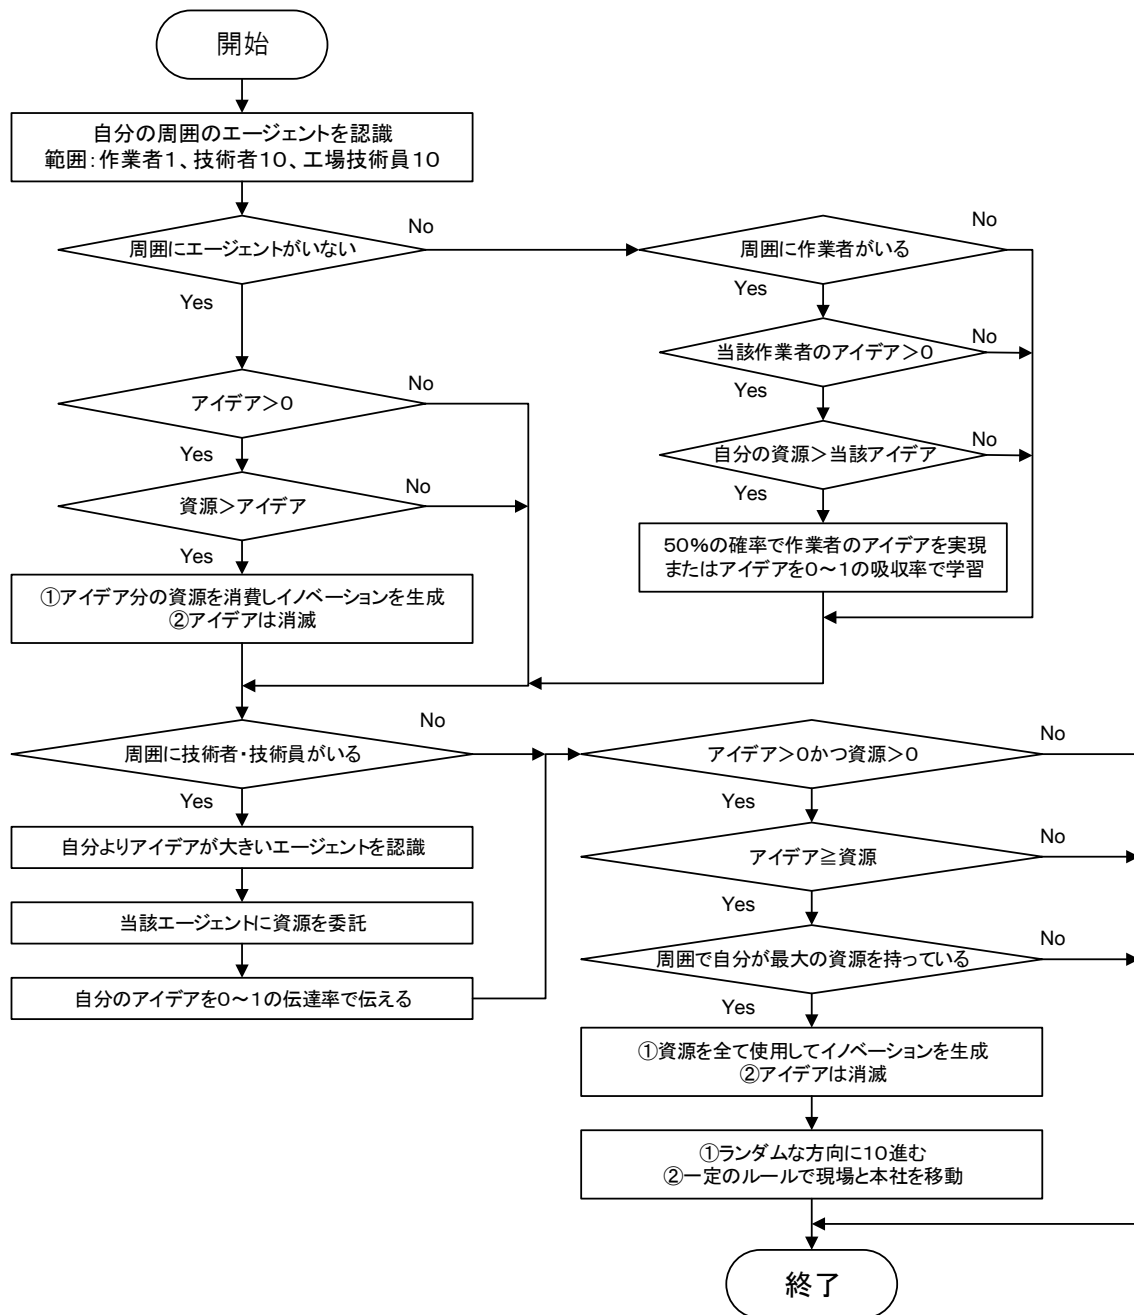 開始
自分の周囲のエージェントを認識
範囲：作業者１、技術者１０、工場技術員１０
周囲にエージェントがいない
No
Yes
周囲に作業者がいる
No
Yes
当該作業者のアイデア＞０
No
Yes
自分の資源＞当該アイデア
No
Yes
５０％の確率で作業者のアイデアを実現
またはアイデアを０～１の吸収率で学習
アイデア＞０
No
Yes
資源＞アイデア
No
Yes
①アイデア分の資源を消費しイノベーションを生成
②アイデアは消滅
周囲に技術者・技術員がいる
No
Yes
自分よりアイデアが大きいエージェントを認識
当該エージェントに資源を委託
自分のアイデアを０～１の伝達率で伝える
アイデア＞０かつ資源＞０
No
Yes
アイデア≧資源
No
Yes
周囲で自分が最大の資源を持っている
No
Yes
①資源を全て使用してイノベーションを生成
②アイデアは消滅
①ランダムな方向に１０進む
②一定のルールで現場と本社を移動
終了